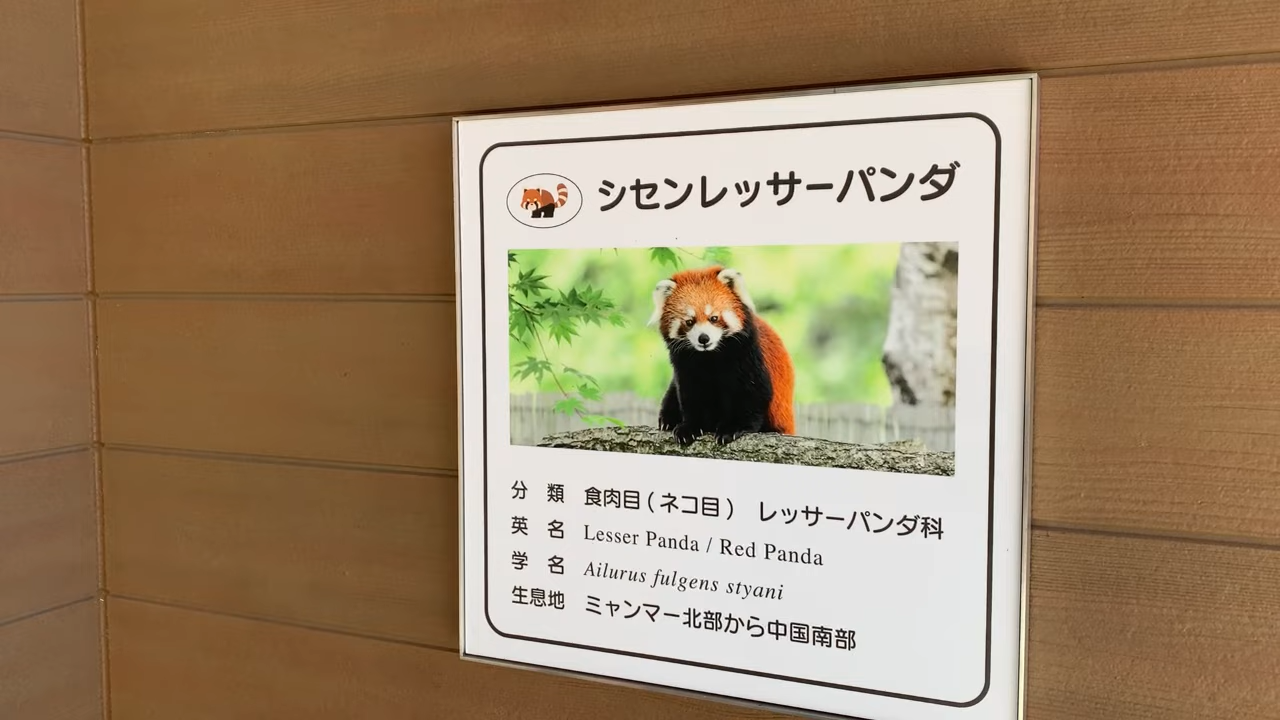 シセンレッサーパンダ
分 類 食肉目(ネコ目) レッサーパンダ科
英 名 Lesser Panda / Red Panda
学 名 Ailurus fulgens styani
生息地 ミャンマー北部から中国南部